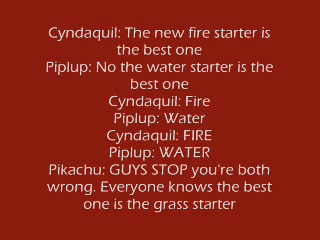 Cyndaquil: The new fire starter is
the best one
Piplup: No the water starter is the
best one
Cyndaquil: Fire
Piplup: Water
Cyndaquil: FIRE
Piplup: WATER
Pikachu: GUYS STOP you're both
wrong. Everyone knows the best
one is the grass starter